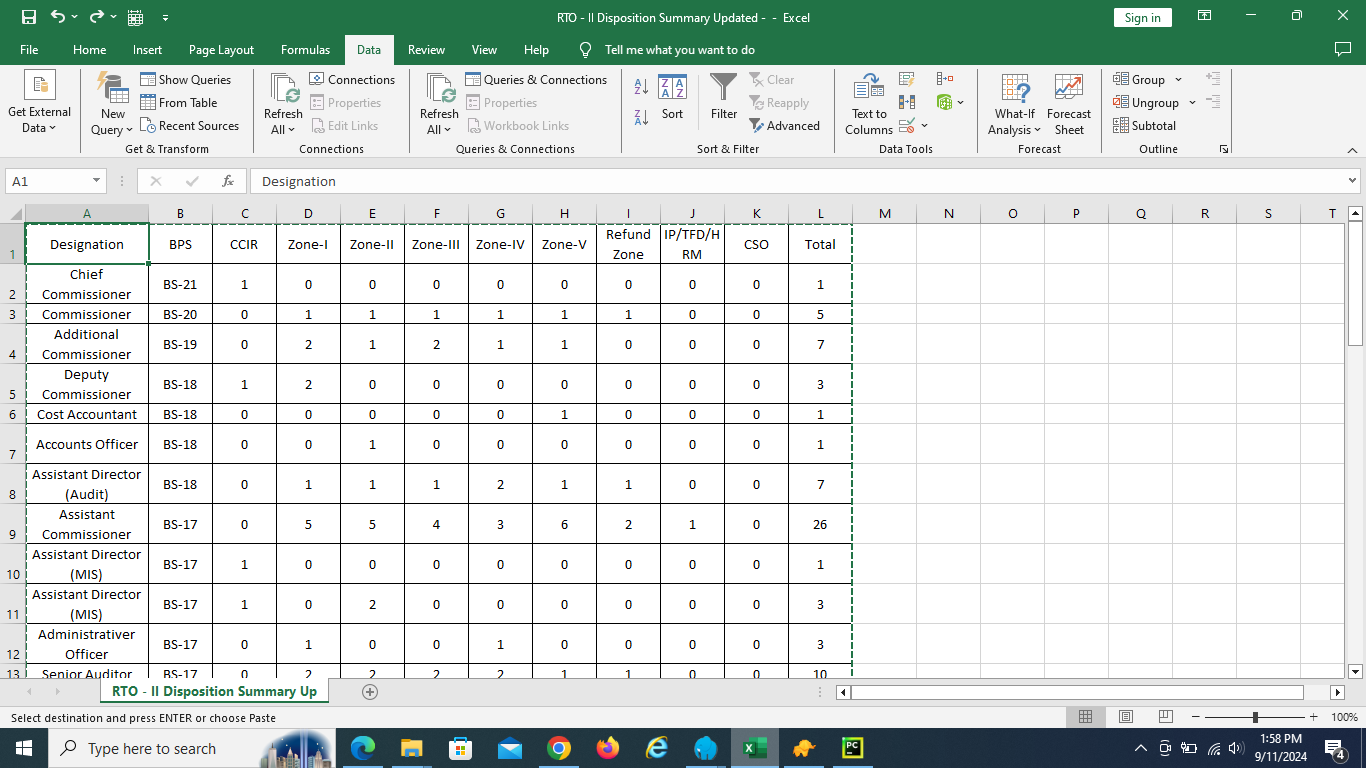 RTO - II Disposition Summary Updated -  - Excel
Sign in
File Home Insert Page Layout Formulas Data Review View Help Tell me what you want to do
Get External Data
New Query
Show Queries
From Table
Recent Sources
Get & Transform
Refresh All
Connections
Properties
Edit Links
Connections
Refresh All
Queries & Connections
Properties
Workbook Links
Queries & Connections
Sort
Filter
Clear
Reapply
Advanced
Sort & Filter
Text to Columns
Data Tools
What-If Analysis
Forecast Sheet
Forecast
Group
Ungroup
Subtotal
Outline
A1 fx Designation
A B C D E F G H I J K L M N O P Q R S T
1 Designation BPS CCIR Zone-I Zone-II Zone-III Zone-IV Zone-V Refund Zone IP/TFD/HRM CSO Total
2 Chief Commissioner BS-21 1 0 0 0 0 0 0 0 0 1
3 Commissioner BS-20 0 1 1 1 1 1 1 0 0 5
4 Additional Commissioner BS-19 0 2 1 2 1 1 0 0 0 7
5 Deputy Commissioner BS-18 1 2 0 0 0 0 0 0 0 3
6 Cost Accountant BS-18 0 0 0 0 0 1 0 0 0 1
7 Accounts Officer BS-18 0 0 1 0 0 0 0 0 0 1
8 Assistant Director (Audit) BS-18 0 1 1 1 2 1 1 0 0 7
9 Assistant Commissioner BS-17 0 5 5 4 3 6 2 1 0 26
10 Assistant Director (MIS) BS-17 1 0 0 0 0 0 0 0 0 1
11 Assistant Director (MIS) BS-17 1 0 2 0 0 0 0 0 0 3
12 Administrativer Officer BS-17 0 1 0 0 1 0 0 0 0 3
13 Senior Auditor BS-17 0 2 2 2 2 1 1 0 0 10
RTO - II Disposition Summary Up
Select destination and press ENTER or choose Paste
100%
Type here to search
1:58 PM
9/11/2024
4